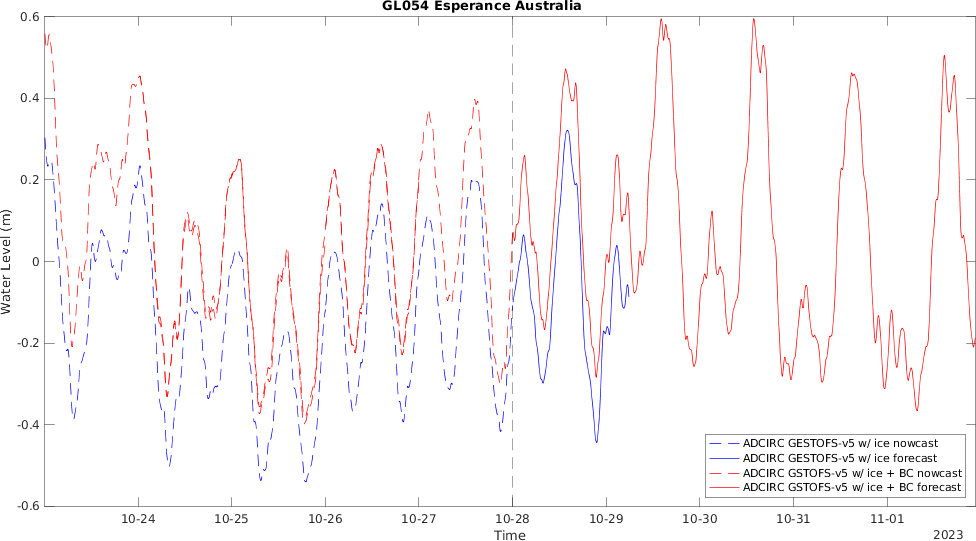 GL054 Esperance Australia
Water Level (m)
0.6
0.4
0.2
0
-0.2
-0.4
-0.6
10-24
10-25
10-26
10-27
10-28
10-29
10-30
10-31
11-01
Time
2023
ADCIRC GESTOFS-v5 w/ ice nowcast
ADCIRC GESTOFS-v5 w/ ice forecast
ADCIRC GSTOFS-v5 w/ ice + BC nowcast
ADCIRC GSTOFS-v5 w/ ice + BC forecast